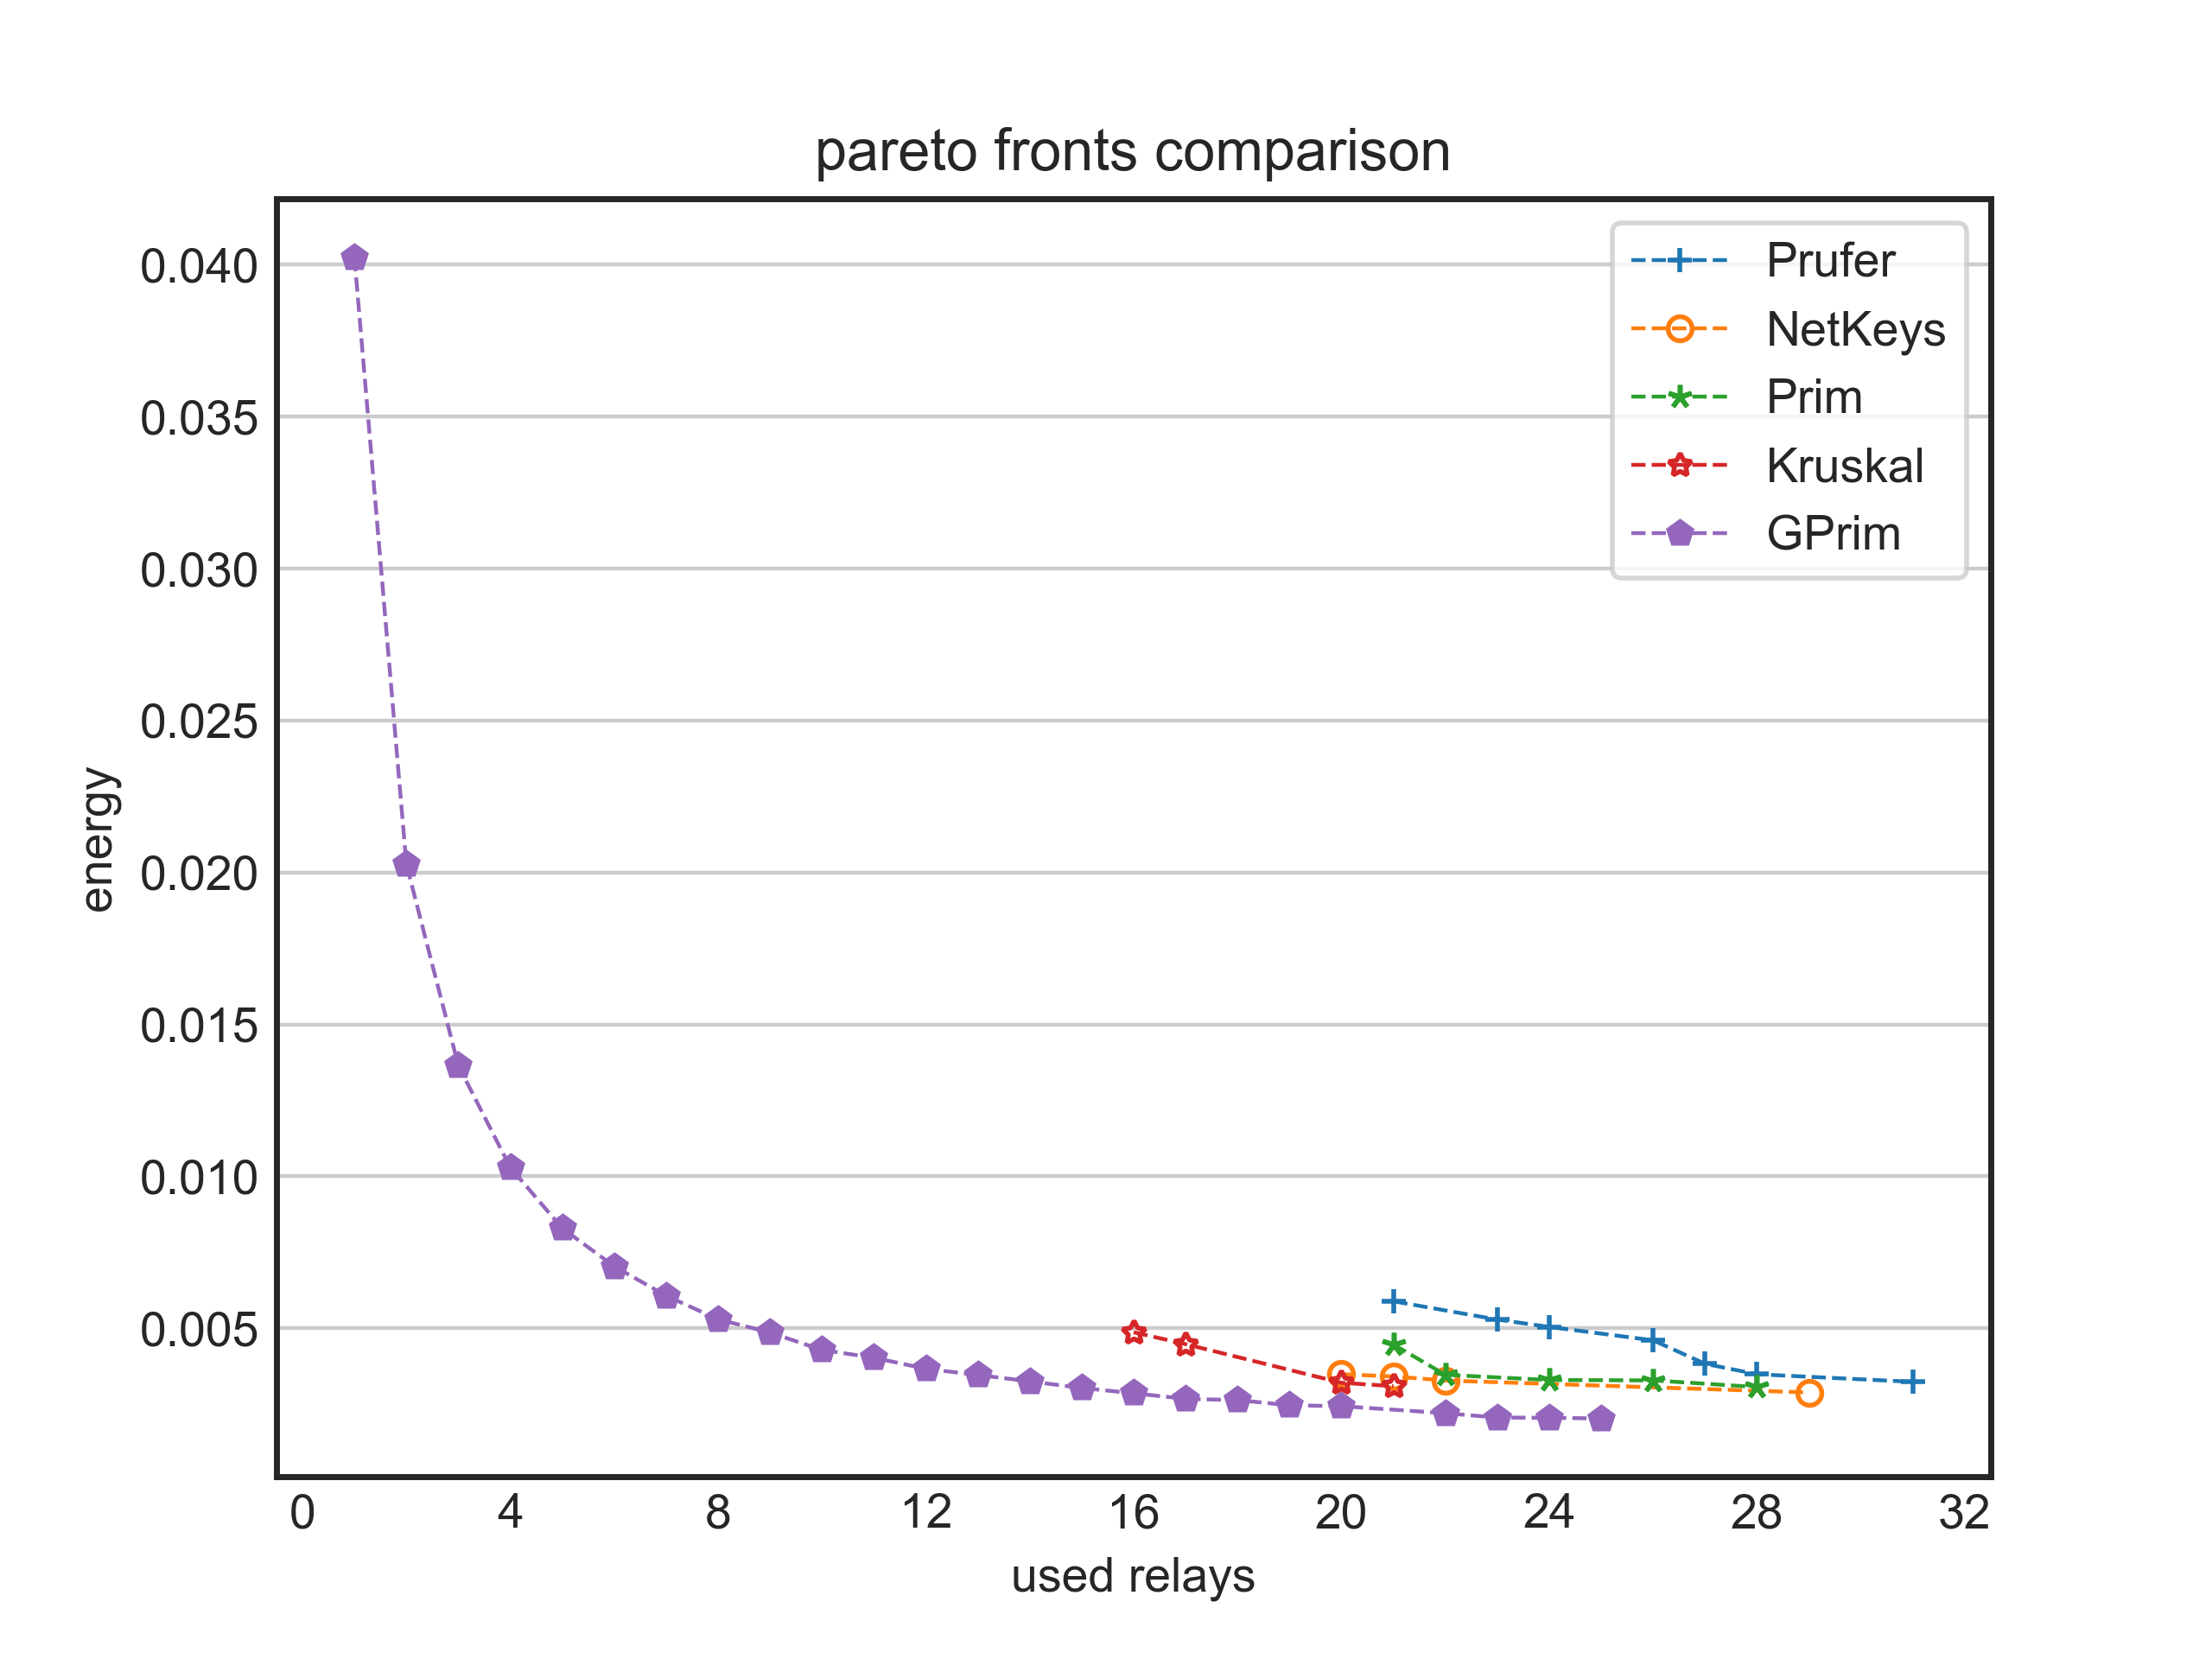 pareto fronts comparison
0.040
0.035
0.030
0.025
0.020
0.015
0.010
0.005
energy
Prufer
NetKeys
Prim
Kruskal
GPrim
0 4 8 12 16 20 24 28 32
used relays